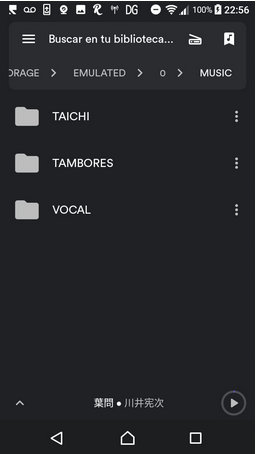 DG 100% 22:56
Buscar en tu biblioteca...
ORAGE > EMULATED > 0 > MUSIC
TAICHI
TAMBORES
VOCAL
葉問 • 川井宪次